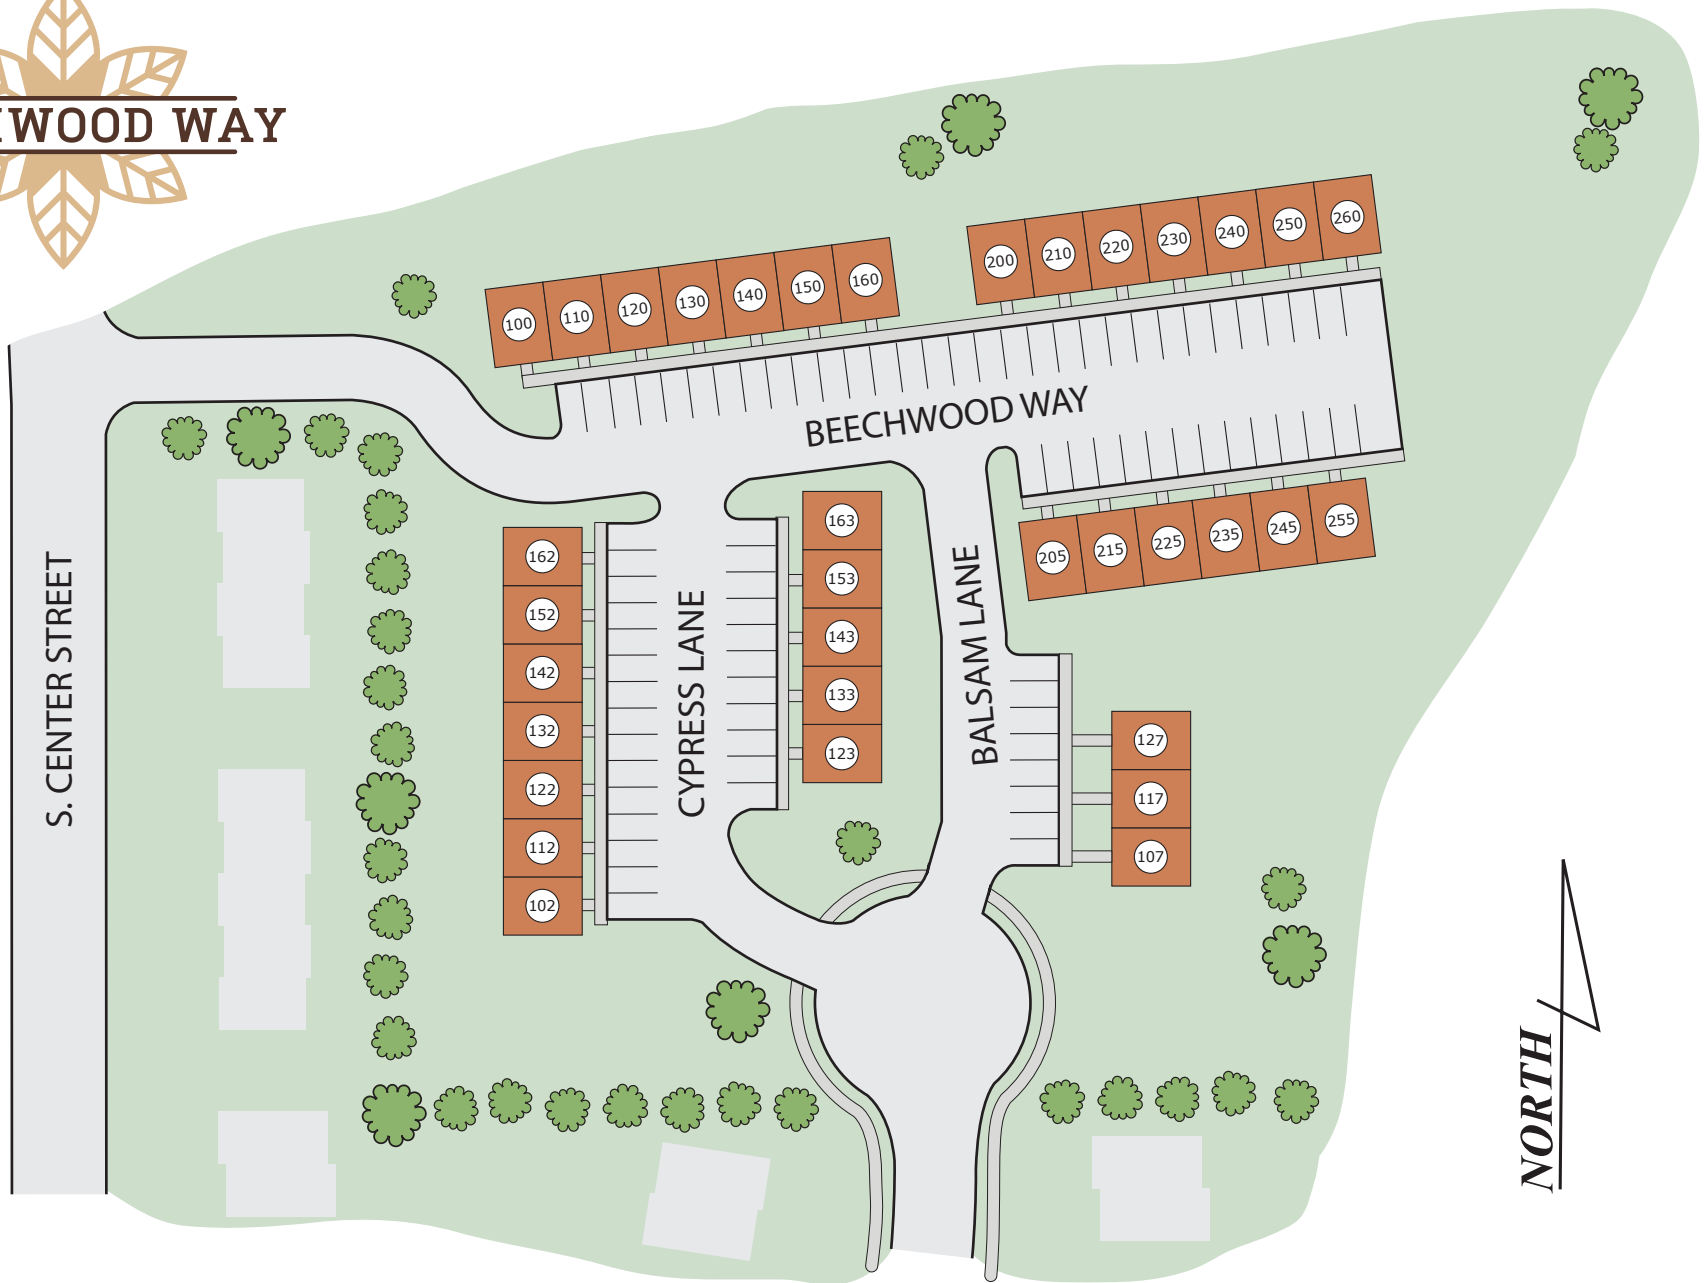 WOOD WAY
100 110 120 130 140 150 160
200 210 220 230 240 250 260
BEECHWOOD WAY
205 215 225 235 245 255
162
152
142
132
122
112
102
CYPRESS LANE
163
153
143
133
123
BALSAM LANE
127
117
107
S. CENTER STREET
NORTH